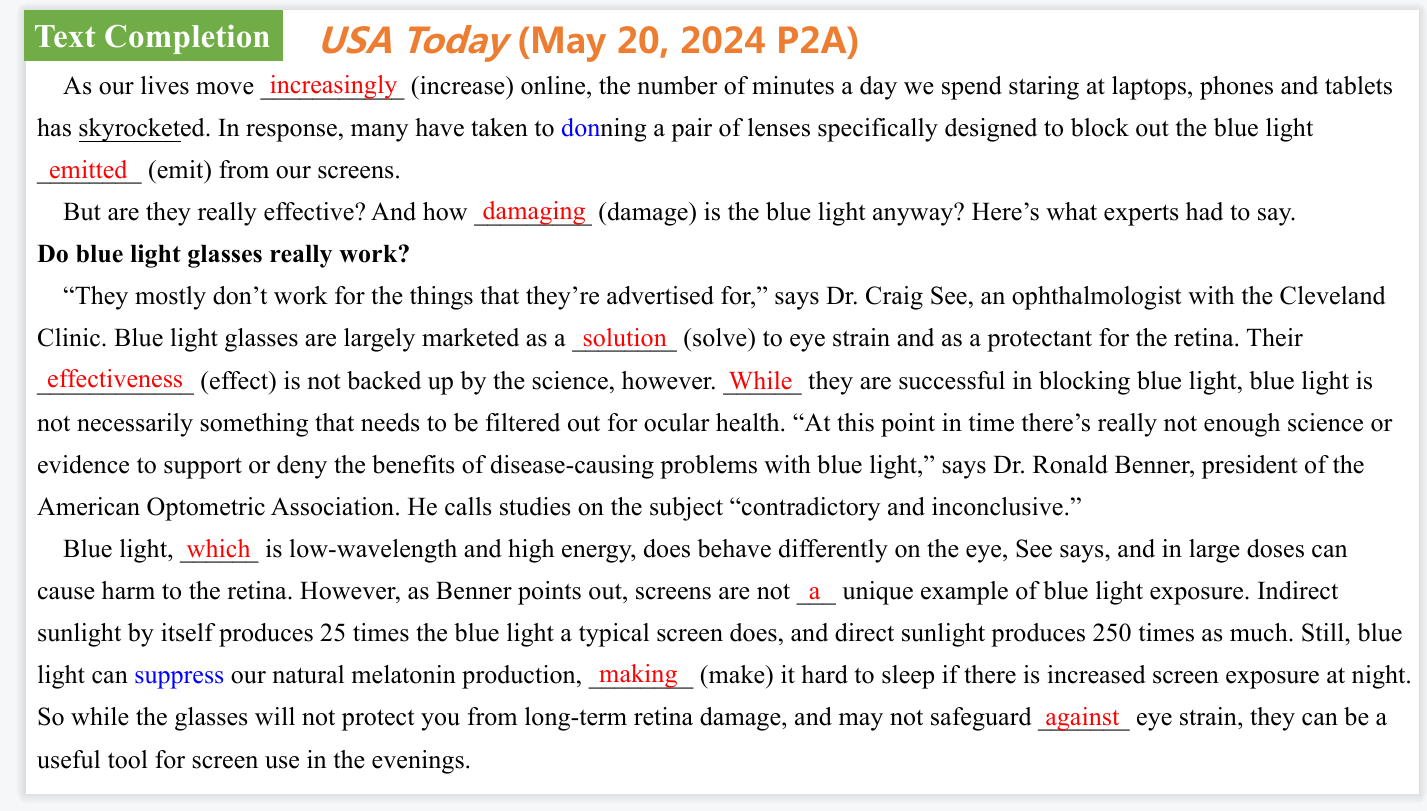 Text Completion USA Today (May 20, 2024 P2A)
As our lives move increasingly (increase) online, the number of minutes a day we spend staring at laptops, phones and tablets
has skyrocketed. In response, many have taken to donning a pair of lenses specifically designed to block out the blue light
emitted (emit) from our screens.
But are they really effective? And how damaging (damage) is the blue light anyway? Here’s what experts had to say.
Do blue light glasses really work?
“They mostly don’t work for the things that they’re advertised for,” says Dr. Craig See, an ophthalmologist with the Cleveland
Clinic. Blue light glasses are largely marketed as a solution (solve) to eye strain and as a protectant for the retina. Their
effectiveness (effect) is not backed up by the science, however. While they are successful in blocking blue light, blue light is
not necessarily something that needs to be filtered out for ocular health. “At this point in time there’s really not enough science or
evidence to support or deny the benefits of disease-causing problems with blue light,” says Dr. Ronald Benner, president of the
American Optometric Association. He calls studies on the subject “contradictory and inconclusive.”
Blue light, which is low-wavelength and high energy, does behave differently on the eye, See says, and in large doses can
cause harm to the retina. However, as Benner points out, screens are not a unique example of blue light exposure. Indirect
sunlight by itself produces 25 times the blue light a typical screen does, and direct sunlight produces 250 times as much. Still, blue
light can suppress our natural melatonin production, making (make) it hard to sleep if there is increased screen exposure at night.
So while the glasses will not protect you from long-term retina damage, and may not safeguard against eye strain, they can be a
useful tool for screen use in the evenings.